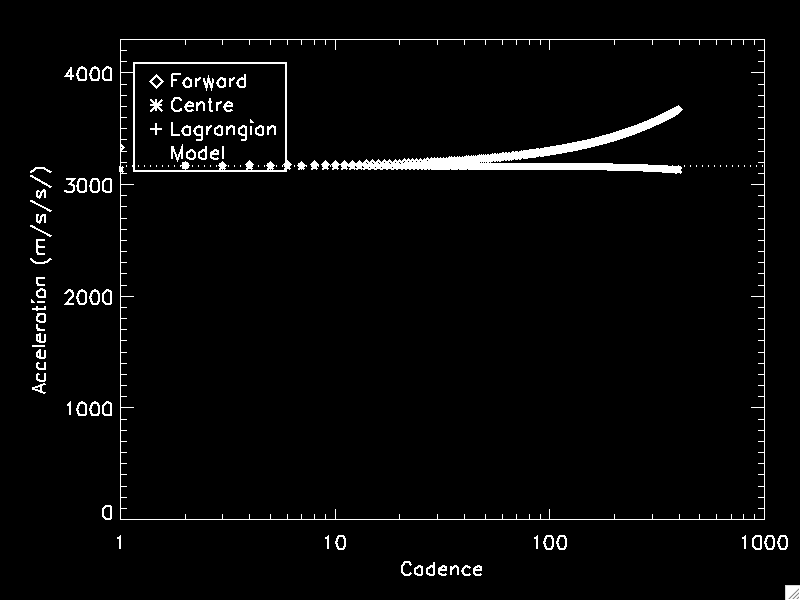 4000
3000
2000
1000
0
Acceleration (m/s/s/)
Forward
Centre
Lagrangian
Model
1 10 100 1000
Cadence